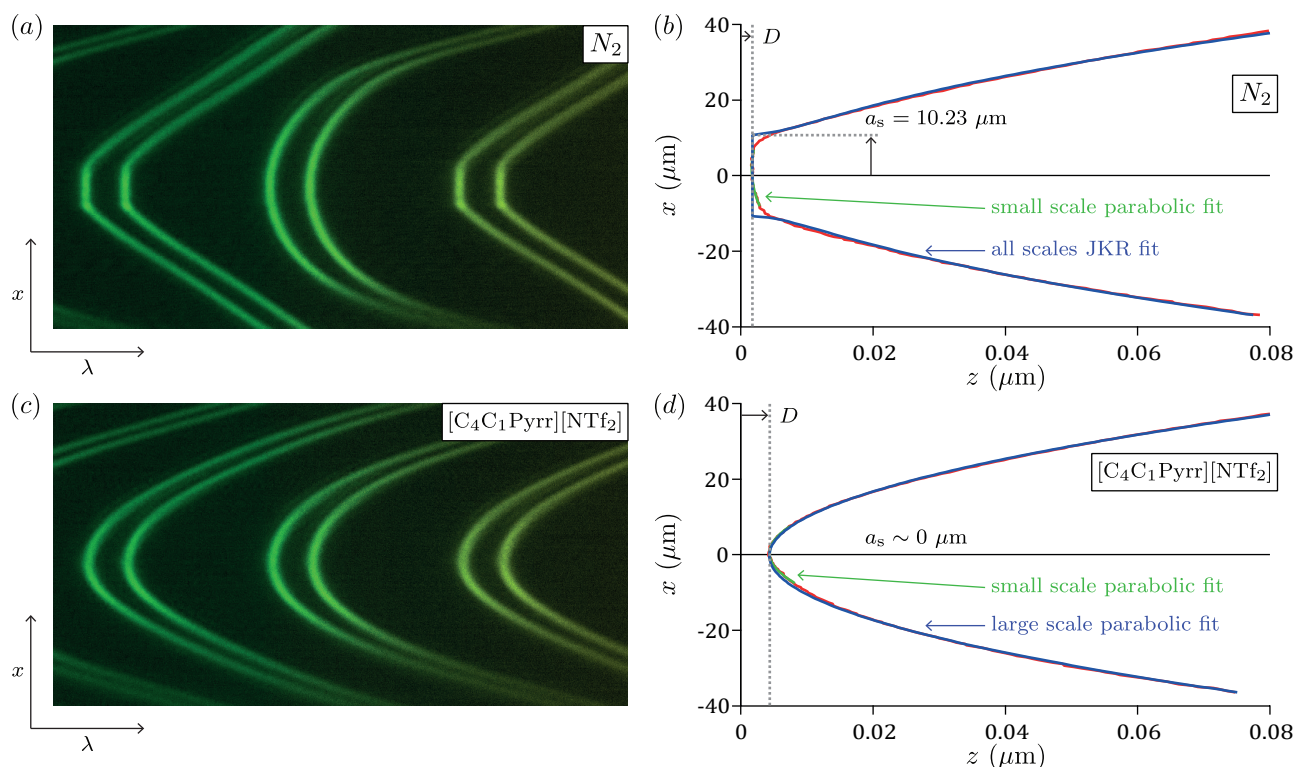 (a)
N₂
x
λ
(b)
40
20
0
-20
-40
D
N₂
aₛ = 10.23 μm
small scale parabolic fit
all scales JKR fit
x (μm)
0
0.02
0.04
0.06
0.08
z (μm)
(c)
[C₄C₁Pyrr][NTf₂]
x
λ
(d)
40
20
0
-20
-40
D
[C₄C₁Pyrr][NTf₂]
aₛ ∼ 0 μm
small scale parabolic fit
large scale parabolic fit
x (μm)
0
0.02
0.04
0.06
0.08
z (μm)